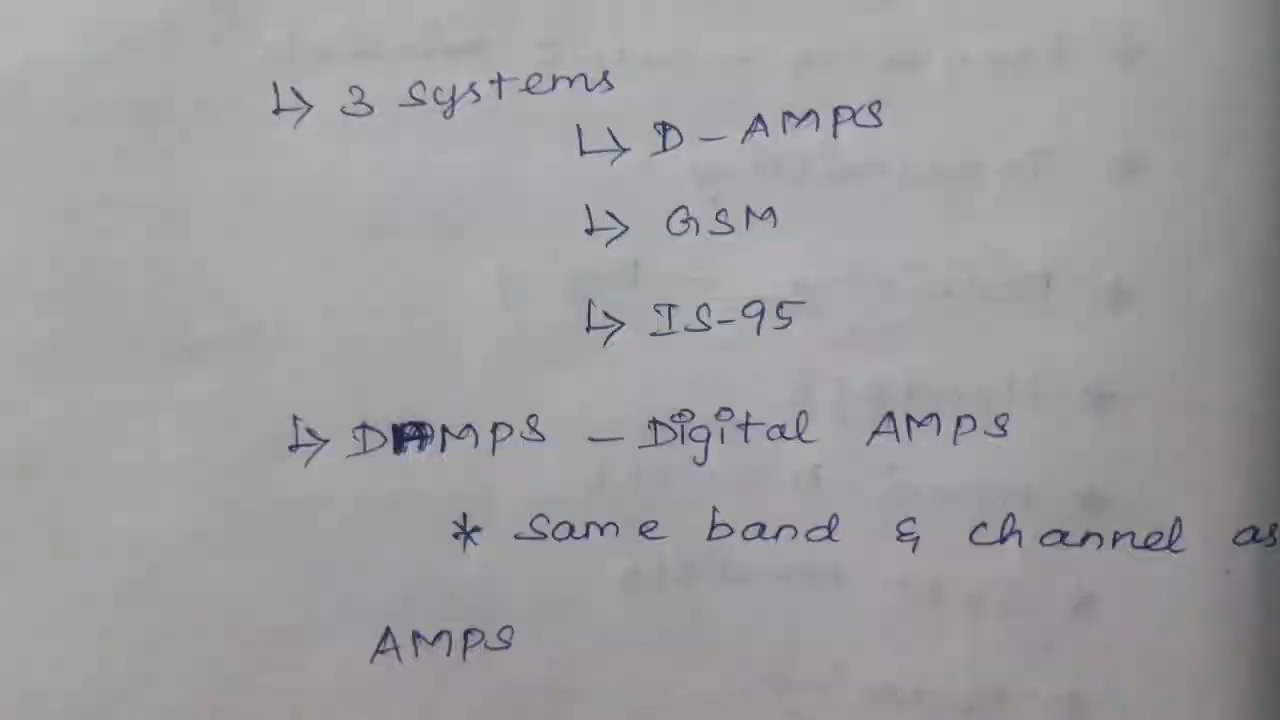 ↳ 3 systems
↳ D-AMPS
↳ GSM
↳ IS-95
↳ DAMPS - Digital AMPS
* same band & channel as
AMPS